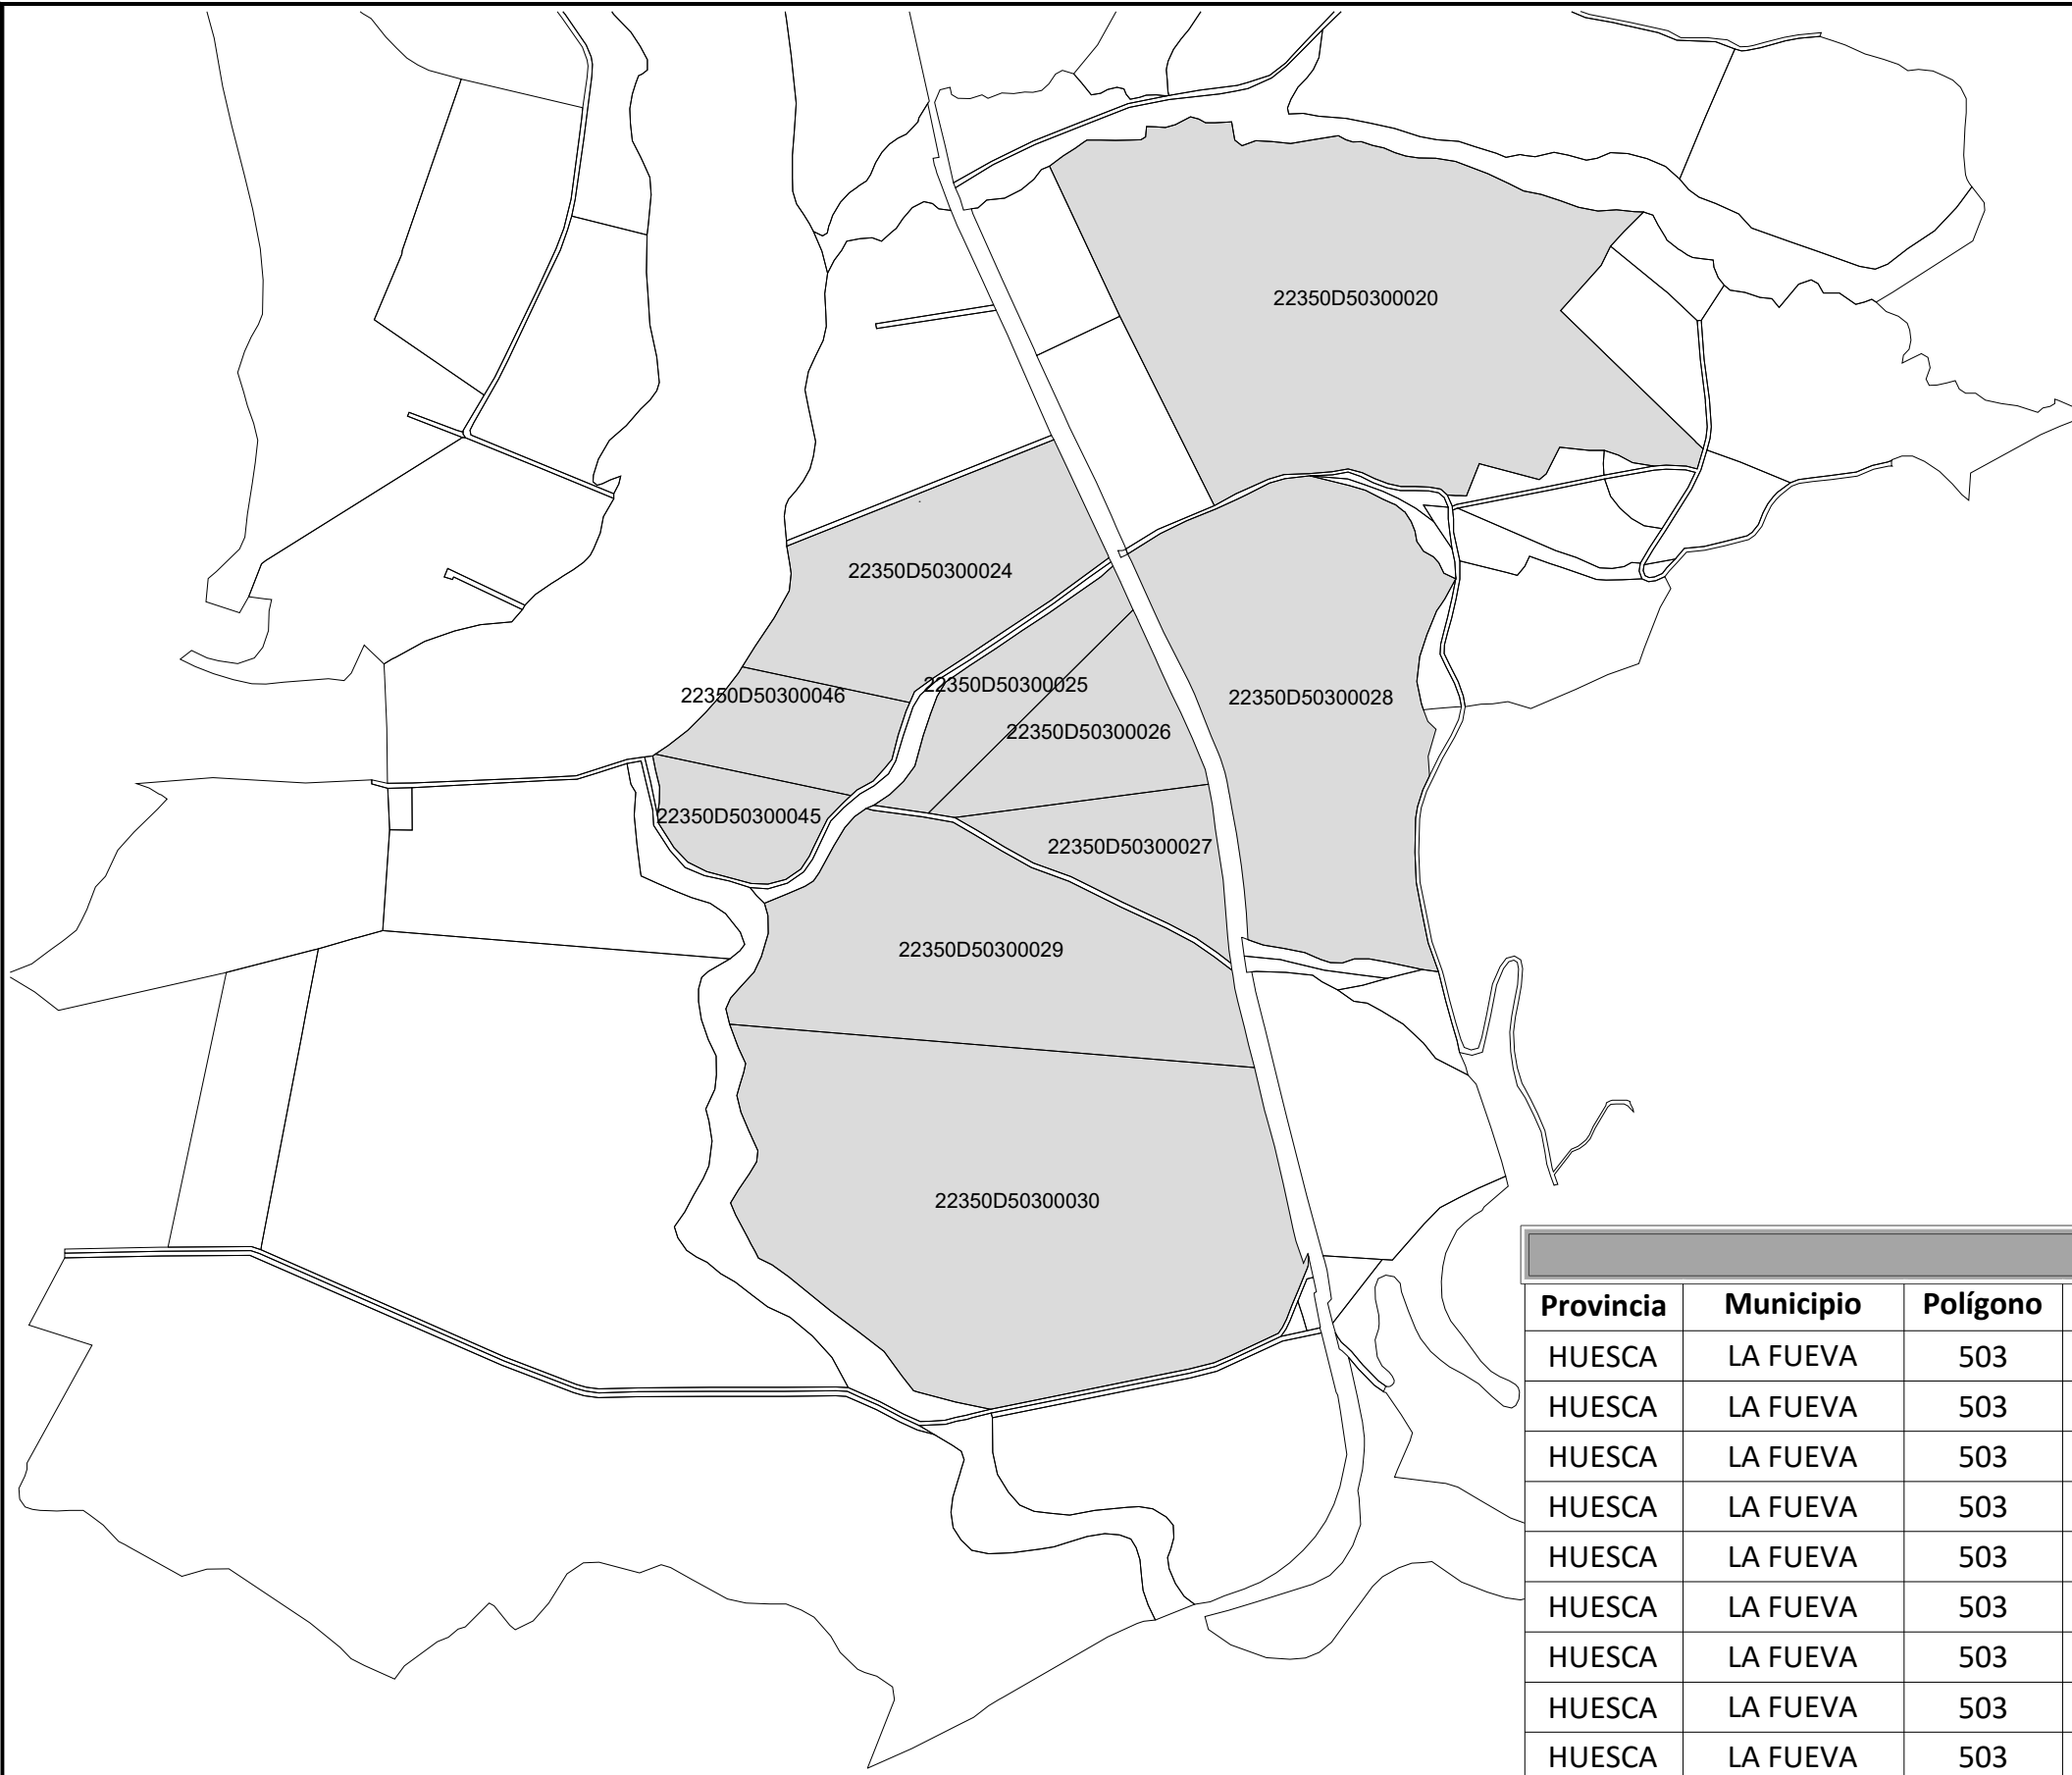 22350D50300020
22350D50300024
22350D50300046
22350D50300025
22350D50300028
22350D50300026
22350D50300045
22350D50300027
22350D50300029
22350D50300030
Provincia Municipio Polígono
HUESCA LA FUEVA 503
HUESCA LA FUEVA 503
HUESCA LA FUEVA 503
HUESCA LA FUEVA 503
HUESCA LA FUEVA 503
HUESCA LA FUEVA 503
HUESCA LA FUEVA 503
HUESCA LA FUEVA 503
HUESCA LA FUEVA 503